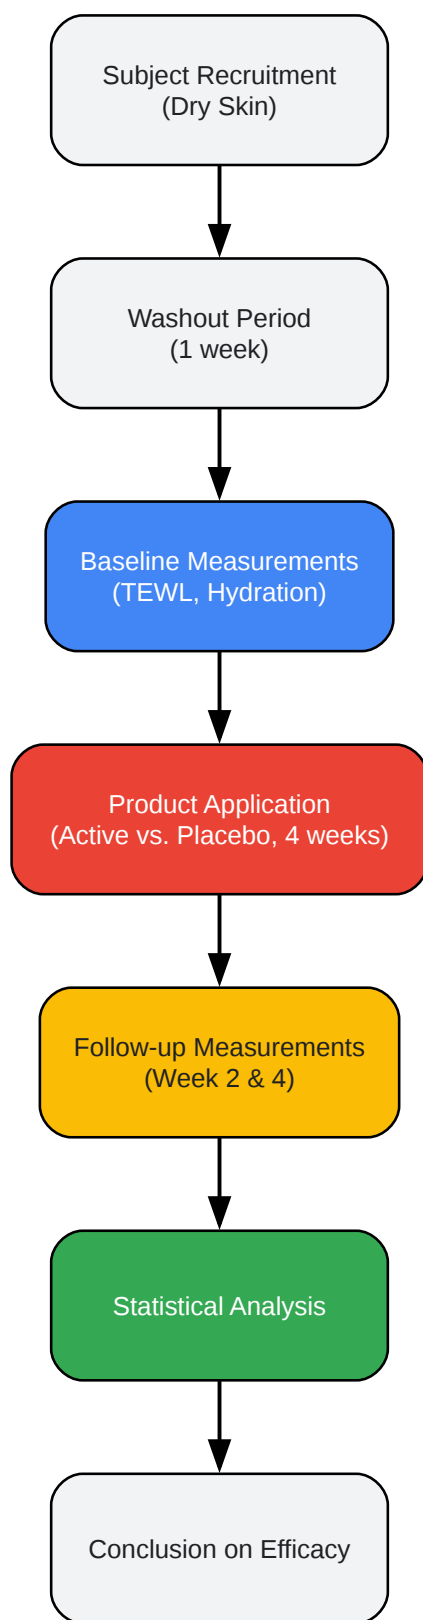 Subject Recruitment
(Dry Skin)
Washout Period
(1 week)
Baseline Measurements
(TEWL, Hydration)
Product Application
(Active vs. Placebo, 4 weeks)
Follow-up Measurements
(Week 2 & 4)
Statistical Analysis
Conclusion on Efficacy